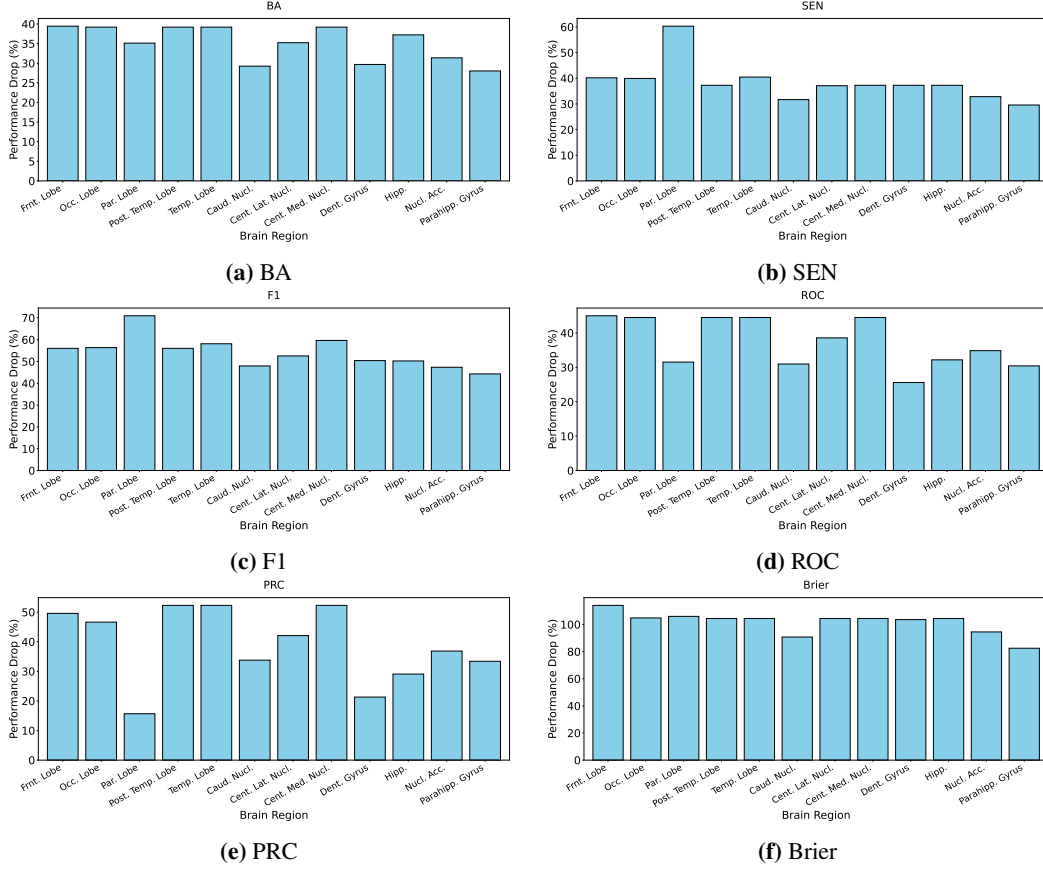 BA
Performance Drop (%)
40
35
30
25
20
15
10
5
0
Frnt. Lobe
Occ. Lobe
Par. Lobe
Post. Temp. Lobe
Temp. Lobe
Caud. Nucl.
Cent. Lat. Nucl.
Cent. Med. Nucl.
Dent. Gyrus
Hipp.
Nucl. Acc.
Parahipp. Gyrus
Brain Region
(a) BA
SEN
Performance Drop (%)
60
50
40
30
20
10
0
Frnt. Lobe
Occ. Lobe
Par. Lobe
Post. Temp. Lobe
Temp. Lobe
Caud. Nucl.
Cent. Lat. Nucl.
Cent. Med. Nucl.
Dent. Gyrus
Hipp.
Nucl. Acc.
Parahipp. Gyrus
Brain Region
(b) SEN
F1
Performance Drop (%)
70
60
50
40
30
20
10
0
Frnt. Lobe
Occ. Lobe
Par. Lobe
Post. Temp. Lobe
Temp. Lobe
Caud. Nucl.
Cent. Lat. Nucl.
Cent. Med. Nucl.
Dent. Gyrus
Hipp.
Nucl. Acc.
Parahipp. Gyrus
Brain Region
(c) F1
ROC
Performance Drop (%)
40
30
20
10
0
Frnt. Lobe
Occ. Lobe
Par. Lobe
Post. Temp. Lobe
Temp. Lobe
Caud. Nucl.
Cent. Lat. Nucl.
Cent. Med. Nucl.
Dent. Gyrus
Hipp.
Nucl. Acc.
Parahipp. Gyrus
Brain Region
(d) ROC
PRC
Performance Drop (%)
50
40
30
20
10
0
Frnt. Lobe
Occ. Lobe
Par. Lobe
Post. Temp. Lobe
Temp. Lobe
Caud. Nucl.
Cent. Lat. Nucl.
Cent. Med. Nucl.
Dent. Gyrus
Hipp.
Nucl. Acc.
Parahipp. Gyrus
Brain Region
(e) PRC
Brier
Performance Drop (%)
100
80
60
40
20
0
Frnt. Lobe
Occ. Lobe
Par. Lobe
Post. Temp. Lobe
Temp. Lobe
Caud. Nucl.
Cent. Lat. Nucl.
Cent. Med. Nucl.
Dent. Gyrus
Hipp.
Nucl. Acc.
Parahipp. Gyrus
Brain Region
(f) Brier